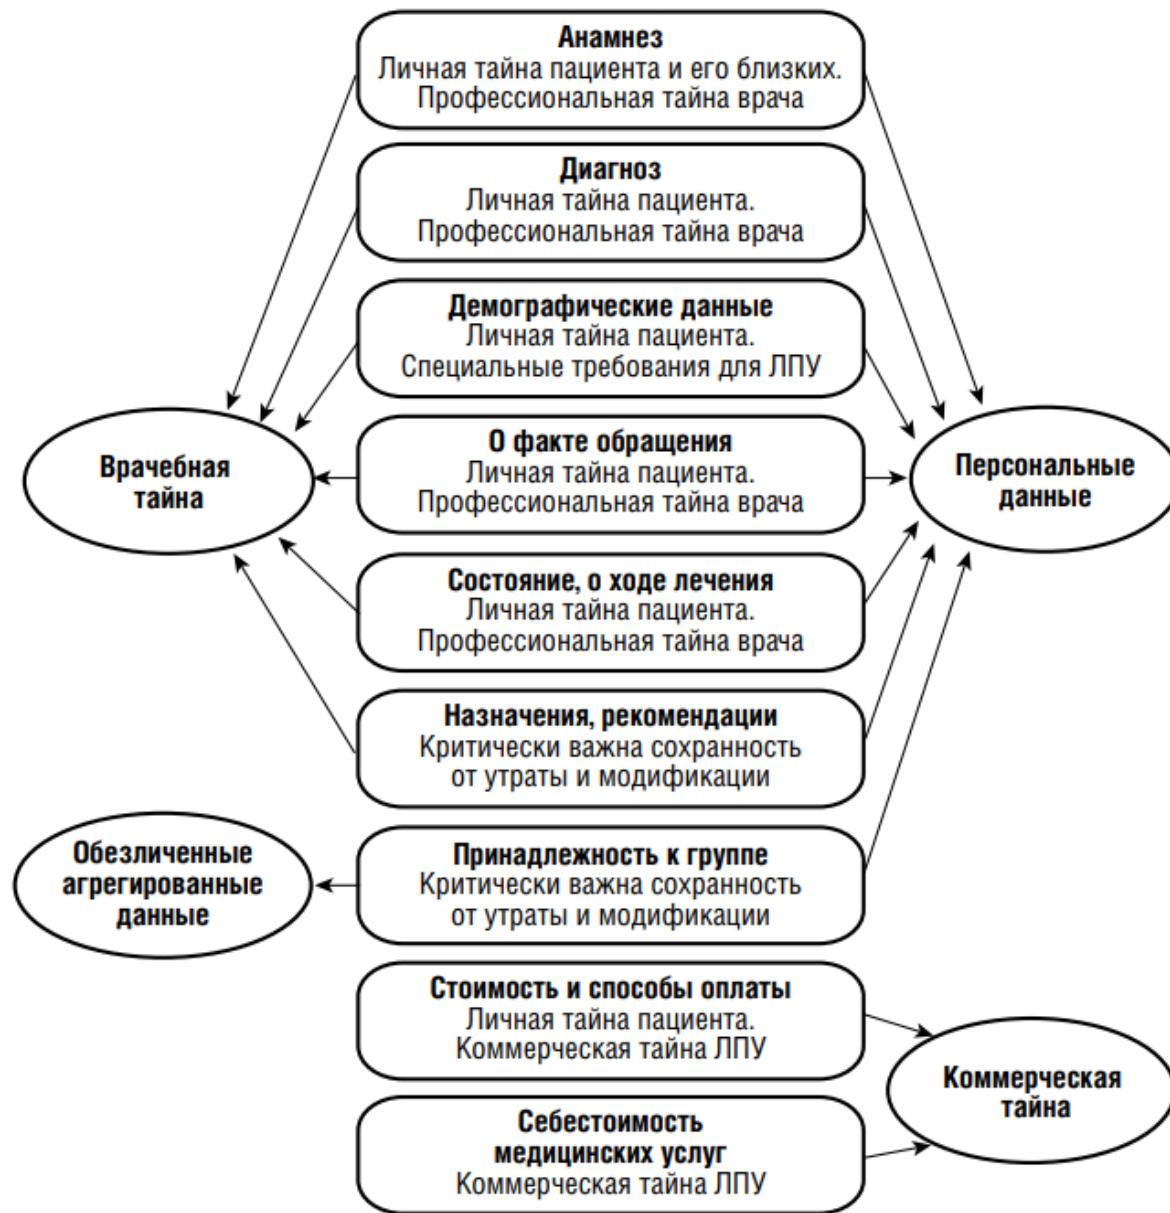 Анамнез
Личная тайна пациента и его близких.
Профессиональная тайна врача
Диагноз
Личная тайна пациента.
Профессиональная тайна врача
Демографические данные
Личная тайна пациента.
Специальные требования для ЛПУ
Врачебная
тайна
О факте обращения
Личная тайна пациента.
Профессиональная тайна врача
Персональные
данные
Состояние, о ходе лечения
Личная тайна пациента.
Профессиональная тайна врача
Назначения, рекомендации
Критически важна сохранность
от утраты и модификации
Обезличенные
агрегированные
данные
Принадлежность к группе
Критически важна сохранность
от утраты и модификации
Стоимость и способы оплаты
Личная тайна пациента.
Коммерческая тайна ЛПУ
Коммерческая
тайна
Себестоимость
медицинских услуг
Коммерческая тайна ЛПУ